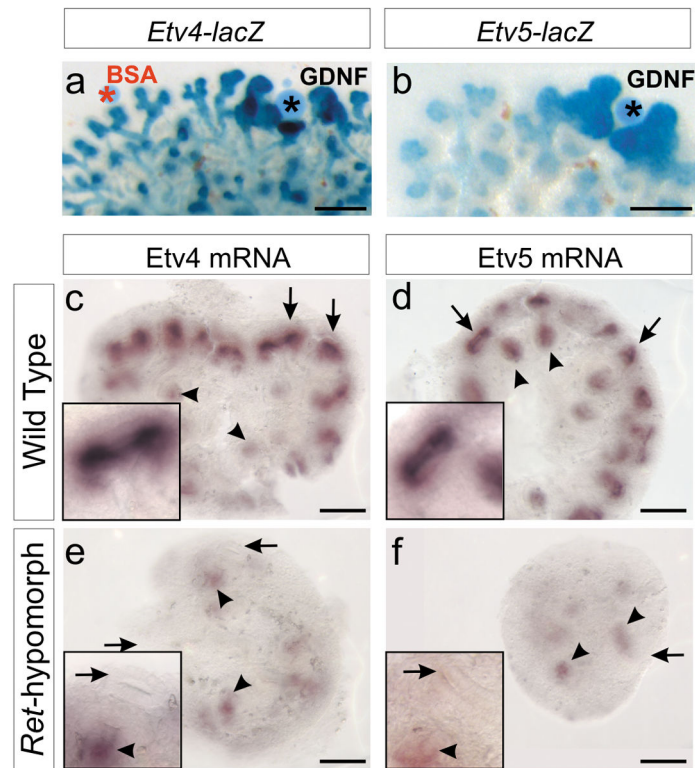 Etv4-lacZ
Etv5-lacZ
a
BSA
*
GDNF
*
b
GDNF
*
Etv4 mRNA
Etv5 mRNA
Wild Type
c
d
Ret-hypomorph
e
f